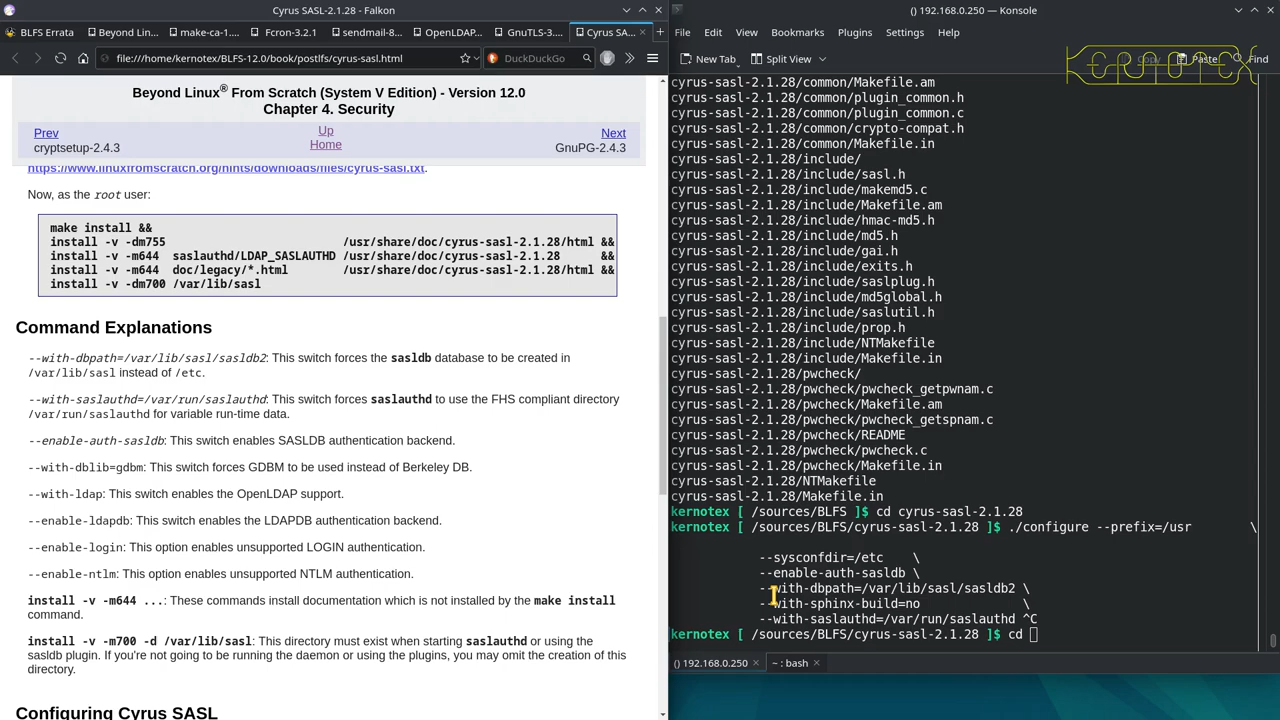 Cyrus SASL-2.1.28 - Falkon
BLFS Errata
Beyond Lin...
make-ca-1....
Fcron-3.2.1
sendmail-8...
OpenLDAP...
GnuTLS-3....
Cyrus SAS...
file:///home/kernotex/BLFS-12.0/book/postlfs/cyrus-sasl.html
DuckDuckGo
Beyond Linux® From Scratch (System V Edition) - Version 12.0
Chapter 4. Security
Prev
Up
Next
cryptsetup-2.4.3
Home
GnuPG-2.4.3
https://www.linuxfromscratch.org/hints/downloads/files/cyrus-sasl.txt.
Now, as the root user:
make install &&
install -v -dm755 /usr/share/doc/cyrus-sasl-2.1.28/html &&
install -v -m644 saslauthd/LDAP_SASLAUTHD /usr/share/doc/cyrus-sasl-2.1.28 &&
install -v -m644 doc/legacy/*.html /usr/share/doc/cyrus-sasl-2.1.28/html &&
install -v -dm700 /var/lib/sasl
Command Explanations
--with-dbpath=/var/lib/sasl/sasldb2: This switch forces the sasldb database to be created in
/var/lib/sasl instead of /etc.
--with-saslauthd=/var/run/saslauthd: This switch forces saslauthd to use the FHS compliant directory
/var/run/saslauthd for variable run-time data.
--enable-auth-sasldb: This switch enables SASLDB authentication backend.
--with-dblib=gdbm: This switch forces GDBM to be used instead of Berkeley DB.
--with-ldap: This switch enables the OpenLDAP support.
--enable-ldapdb: This switch enables the LDAPDB authentication backend.
--enable-login: This option enables unsupported LOGIN authentication.
--enable-ntlm: This option enables unsupported NTLM authentication.
install -v -m644 ...: These commands install documentation which is not installed by the make install
command.
install -v -m700 -d /var/lib/sasl: This directory must exist when starting saslauthd or using the
sasldb plugin. If you're not going to be running the daemon or using the plugins, you may omit the creation of this
directory.
Configuring Cyrus SASL
() 192.168.0.250 — Konsole
File Edit View Bookmarks Plugins Settings Help
New Tab
Split View
Copy
Paste
Find
KernoteX
cyrus-sasl-2.1.28/common/Makefile.am
cyrus-sasl-2.1.28/common/plugin_common.h
cyrus-sasl-2.1.28/common/plugin_common.c
cyrus-sasl-2.1.28/common/crypto-compat.h
cyrus-sasl-2.1.28/common/Makefile.in
cyrus-sasl-2.1.28/include/
cyrus-sasl-2.1.28/include/sasl.h
cyrus-sasl-2.1.28/include/makemd5.c
cyrus-sasl-2.1.28/include/Makefile.am
cyrus-sasl-2.1.28/include/hmac-md5.h
cyrus-sasl-2.1.28/include/md5.h
cyrus-sasl-2.1.28/include/gai.h
cyrus-sasl-2.1.28/include/exits.h
cyrus-sasl-2.1.28/include/saslplug.h
cyrus-sasl-2.1.28/include/md5global.h
cyrus-sasl-2.1.28/include/saslutil.h
cyrus-sasl-2.1.28/include/prop.h
cyrus-sasl-2.1.28/include/NTMakefile
cyrus-sasl-2.1.28/include/Makefile.in
cyrus-sasl-2.1.28/pwcheck/
cyrus-sasl-2.1.28/pwcheck/pwcheck_getpwnam.c
cyrus-sasl-2.1.28/pwcheck/Makefile.am
cyrus-sasl-2.1.28/pwcheck/pwcheck_getspnam.c
cyrus-sasl-2.1.28/pwcheck/README
cyrus-sasl-2.1.28/pwcheck/pwcheck.c
cyrus-sasl-2.1.28/pwcheck/Makefile.in
cyrus-sasl-2.1.28/NTMakefile
cyrus-sasl-2.1.28/Makefile.in
kernotex [ /sources/BLFS ]$ cd cyrus-sasl-2.1.28
kernotex [ /sources/BLFS/cyrus-sasl-2.1.28 ]$ ./configure --prefix=/usr \
--sysconfdir=/etc \
--enable-auth-sasldb \
--with-dbpath=/var/lib/sasl/sasldb2 \
--with-sphinx-build=no \
--with-saslauthd=/var/run/saslauthd ^C
kernotex [ /sources/BLFS/cyrus-sasl-2.1.28 ]$ cd
() 192.168.0.250
~ : bash